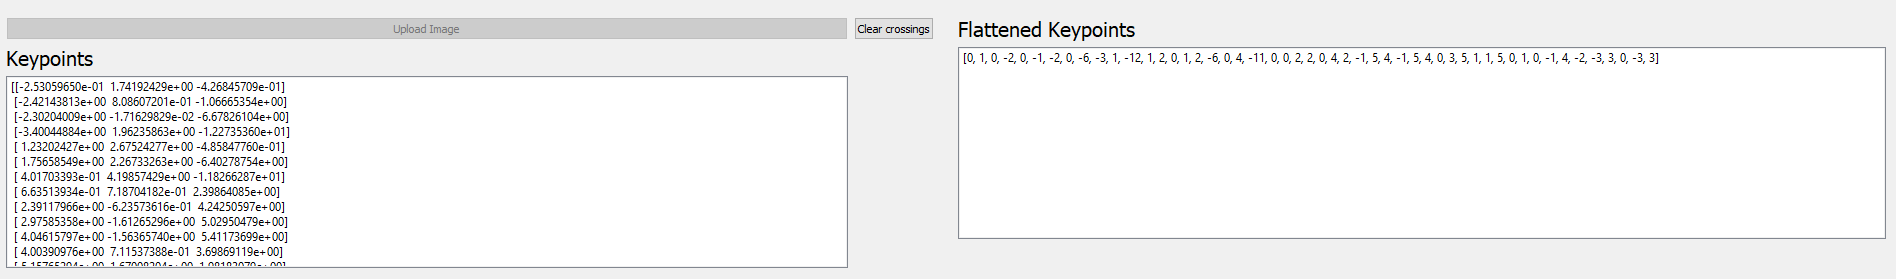 Upload Image
Clear crossings
Keypoints
[[-2.53059650e-01 1.74192429e+00 -4.26845709e-01]
[-2.42143813e+00 8.08607201e-01 -1.06665354e+00]
[-2.30204009e+00 -1.71629829e-02 -6.67826104e+00]
[-3.40044884e+00 1.96235863e+00 -1.22735360e+01]
[ 1.23202427e+00 2.67524277e+00 -4.85847760e-01]
[ 1.75658549e+00 2.26733263e+00 -6.40278754e+00]
[ 4.01703393e-01 4.19857429e+00 -1.18266287e+01]
[ 6.63513934e-01 7.18704182e-01 2.39864085e+00]
[ 2.39117966e+00 -6.23573616e-01 4.24250597e+00]
[ 2.97585358e+00 -1.61265296e+00 5.02950479e+00]
[ 4.04615797e+00 -1.56365740e+00 5.41173699e+00]
[ 4.00390976e+00 7.11537388e-01 3.69869119e+00]
Flattened Keypoints
[0, 1, 0, -2, 0, -1, -2, 0, -6, -3, 1, -12, 1, 2, 0, 1, 2, -6, 0, 4, -11, 0, 0, 2, 2, 0, 4, 2, -1, 5, 4, -1, 5, 4, 0, 3, 5, 1, 1, 5, 0, 1, 0, -1, 4, -2, -3, 3, 0, -3, 3]